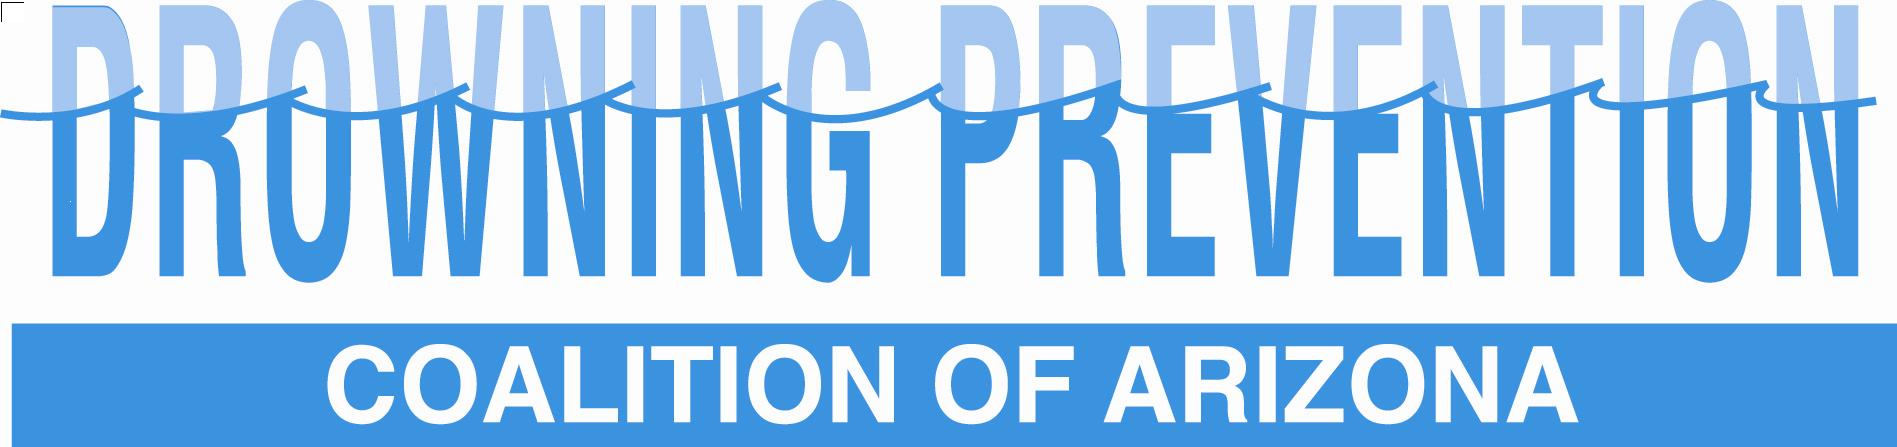 DROWNING PREVENTION
COALITION OF ARIZONA